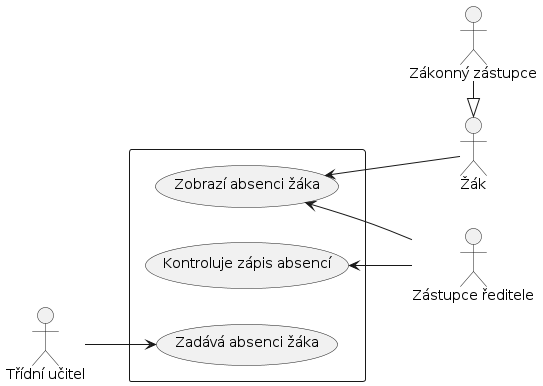 Zákonný zástupce
Zobrazí absenci žáka
Žák
Kontroluje zápis absencí
Zástupce ředitele
Zadává absenci žáka
Třídní učitel